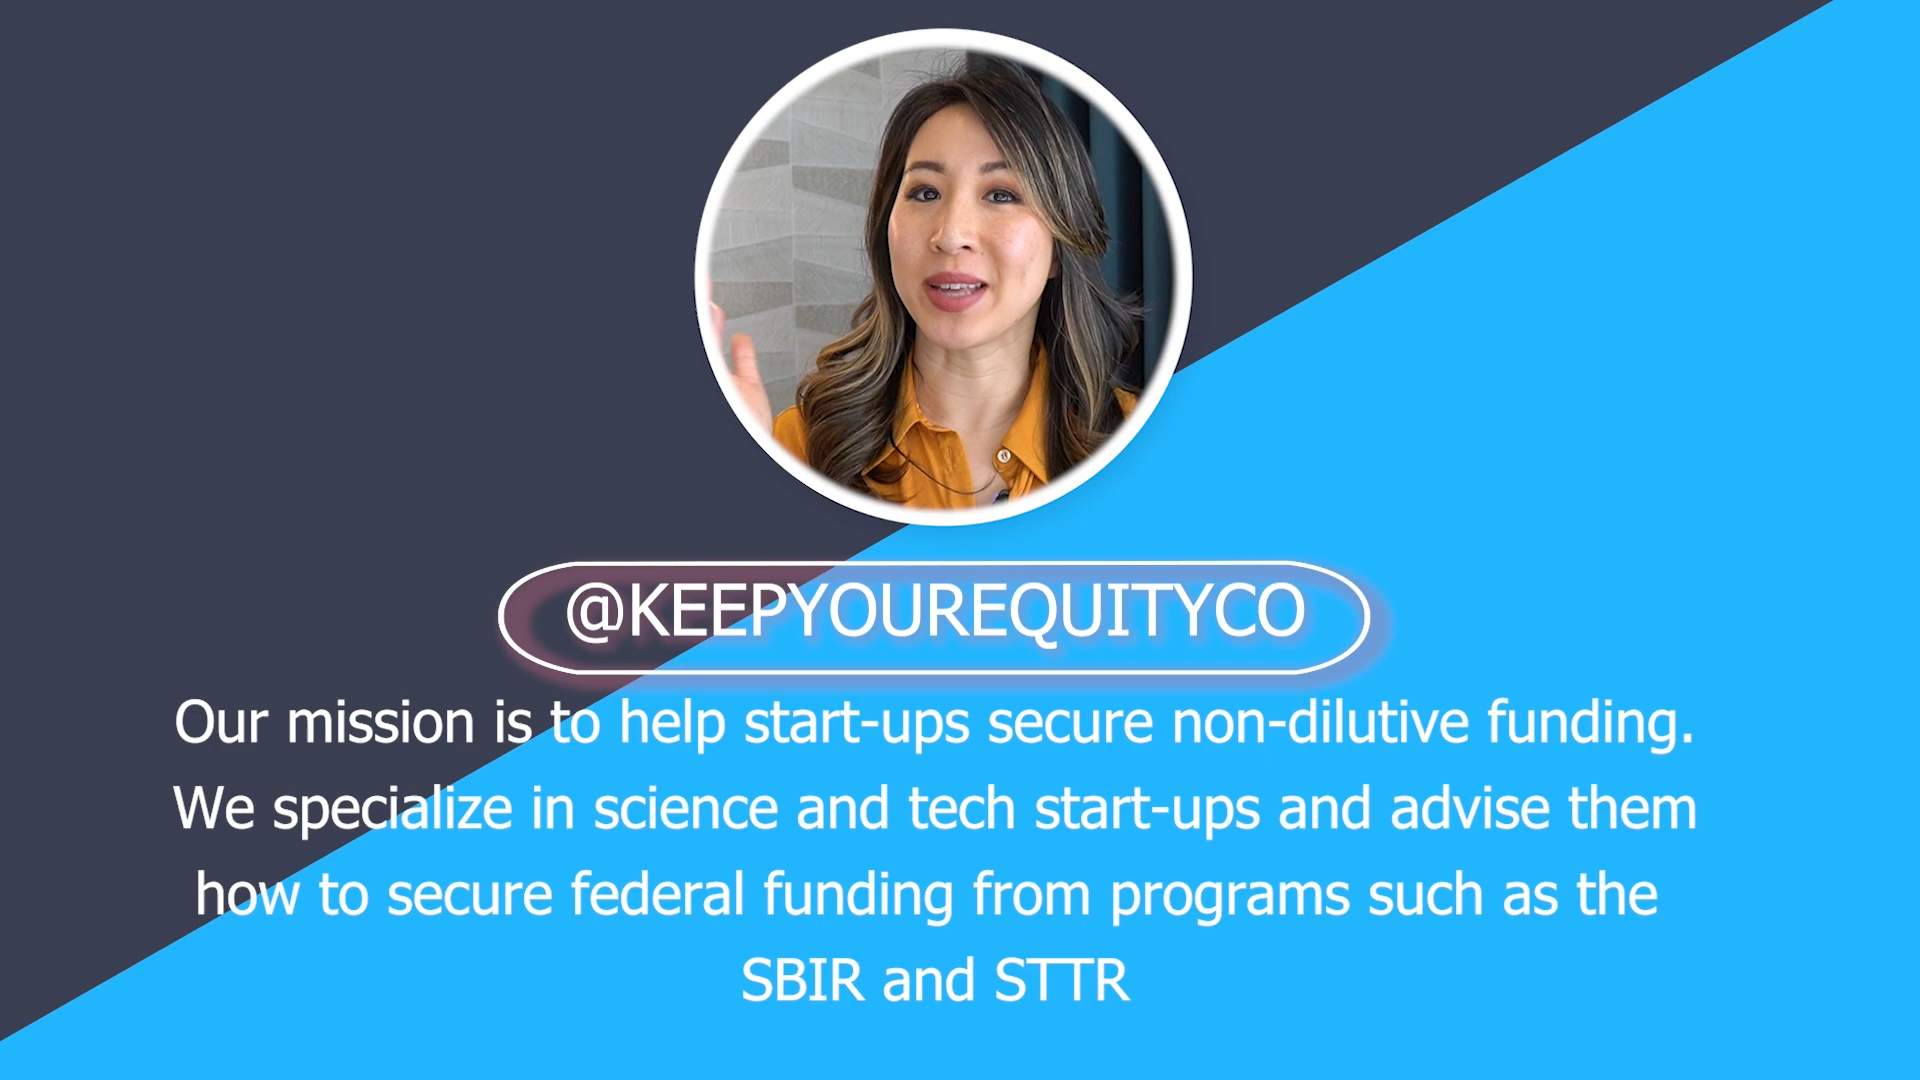 @KEEPYOUREQUITYCO
Our mission is to help start-ups secure non-dilutive funding.
We specialize in science and tech start-ups and advise them
how to secure federal funding from programs such as the
SBIR and STTR